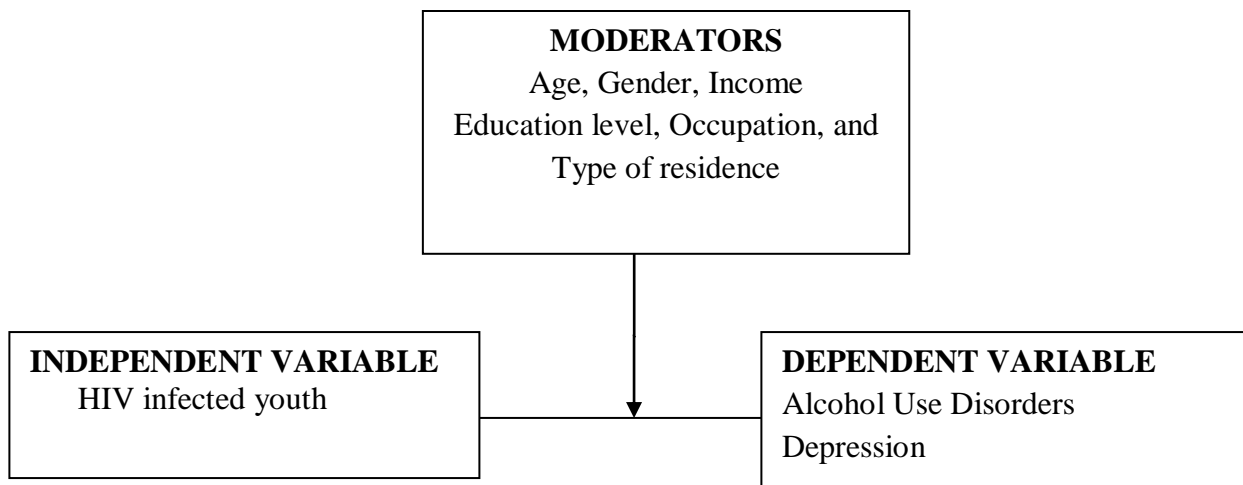 MODERATORS
Age, Gender, Income
Education level, Occupation, and
Type of residence
INDEPENDENT VARIABLE
HIV infected youth
DEPENDENT VARIABLE
Alcohol Use Disorders
Depression